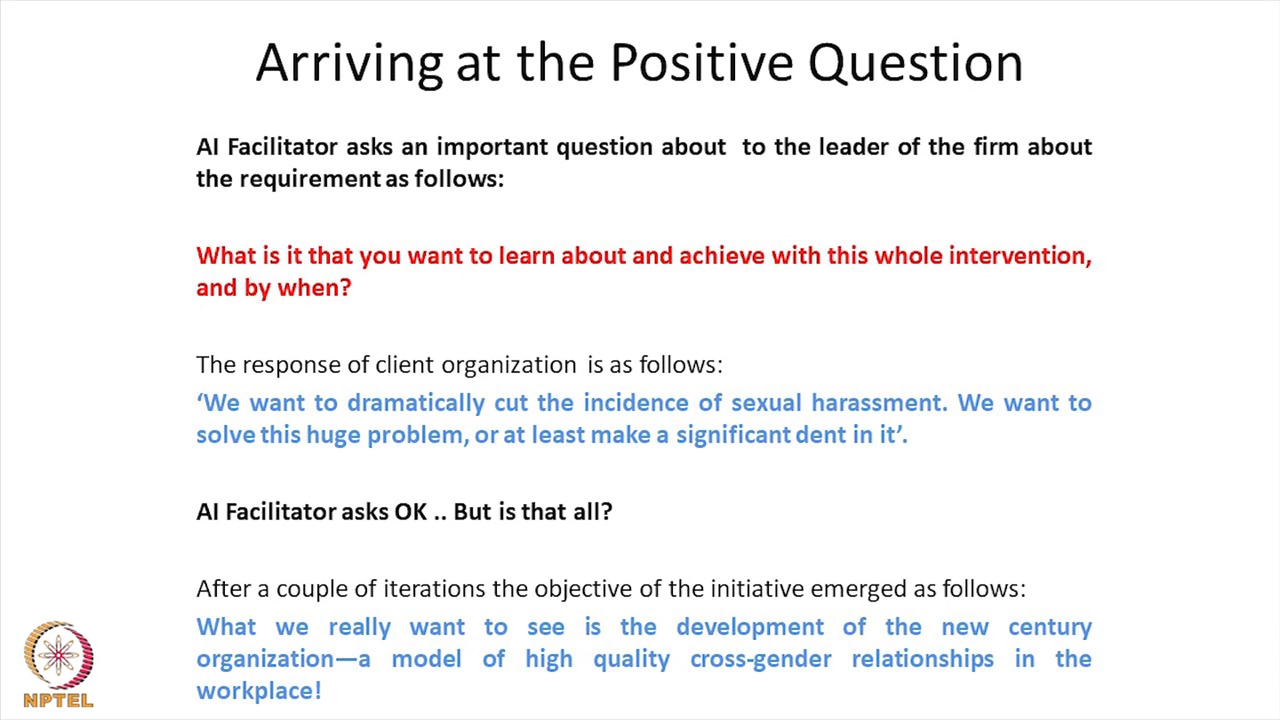 Arriving at the Positive Question
AI Facilitator asks an important question about to the leader of the firm about
the requirement as follows:
What is it that you want to learn about and achieve with this whole intervention,
and by when?
The response of client organization is as follows:
‘We want to dramatically cut the incidence of sexual harassment. We want to
solve this huge problem, or at least make a significant dent in it’.
AI Facilitator asks OK .. But is that all?
After a couple of iterations the objective of the initiative emerged as follows:
What we really want to see is the development of the new century
organization—a model of high quality cross-gender relationships in the
workplace!
NPTEL